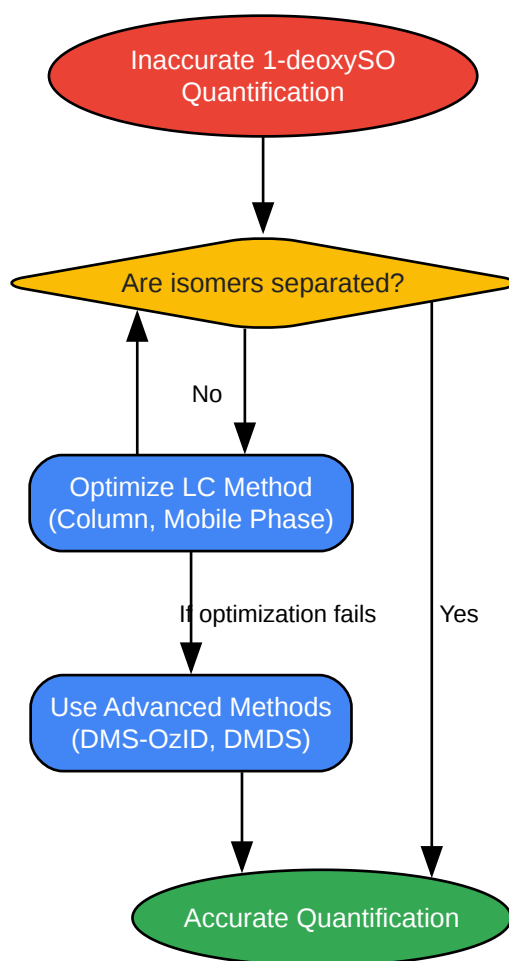 Inaccurate 1-deoxySO
Quantification
Are isomers separated?
No
Optimize LC Method
(Column, Mobile Phase)
If optimization fails
Yes
Use Advanced Methods
(DMS-OzID, DMDS)
Accurate Quantification